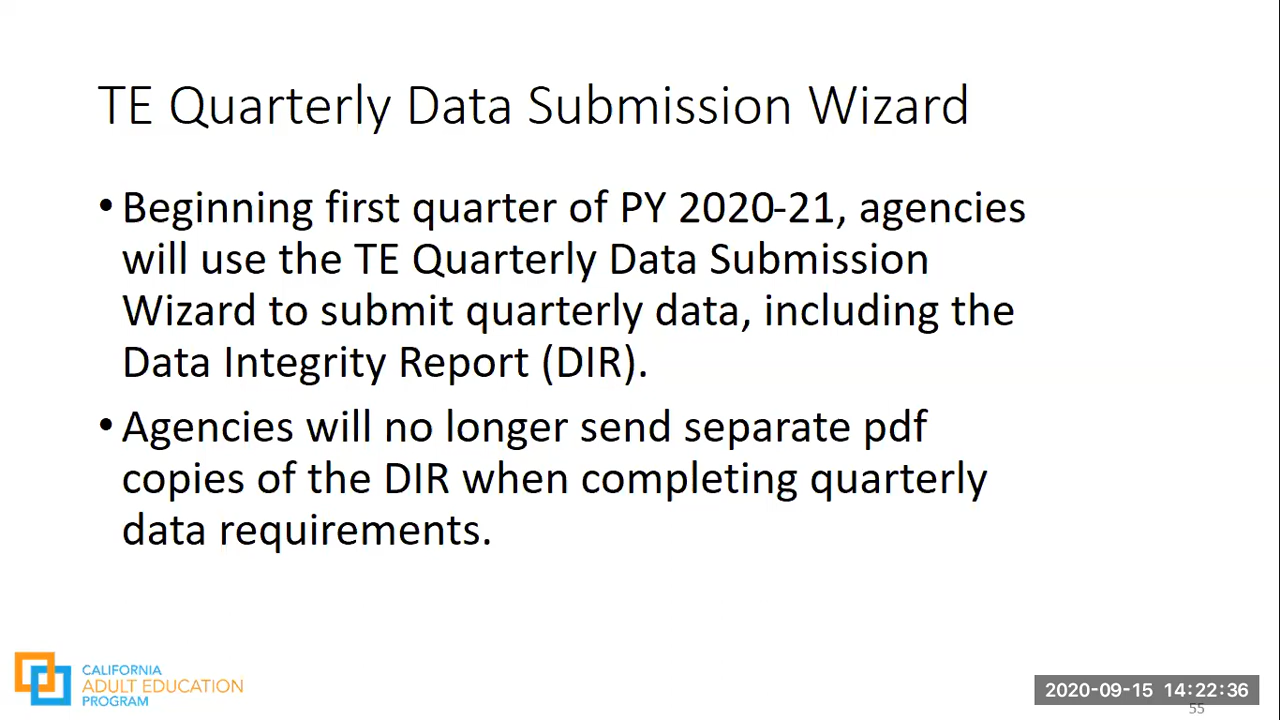 TE Quarterly Data Submission Wizard
• Beginning first quarter of PY 2020-21, agencies
will use the TE Quarterly Data Submission
Wizard to submit quarterly data, including the
Data Integrity Report (DIR).
• Agencies will no longer send separate pdf
copies of the DIR when completing quarterly
data requirements.
CALIFORNIA
ADULT EDUCATION
PROGRAM
2020-09-15 14:22:36
55